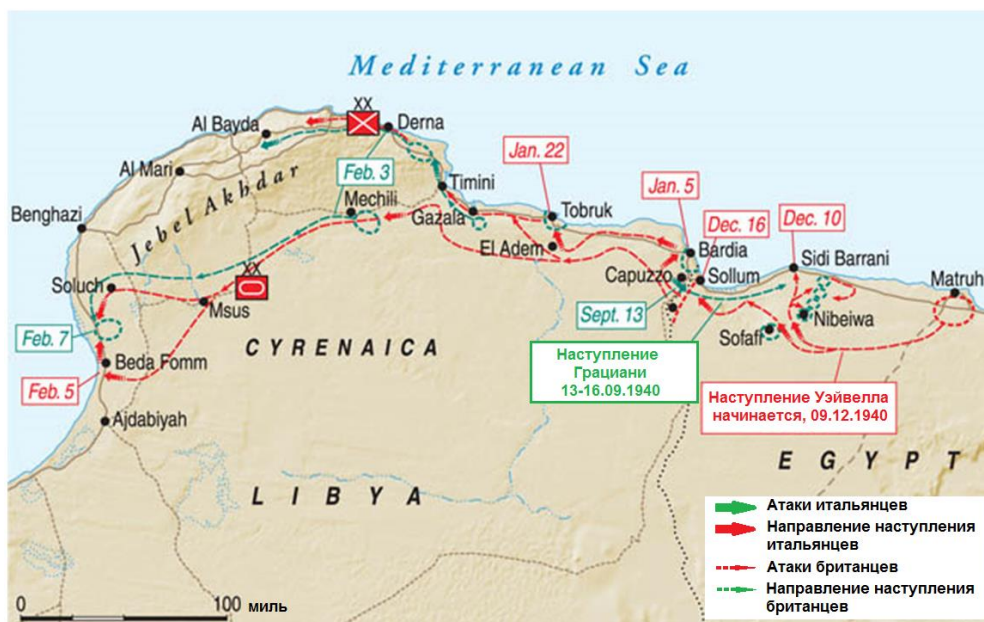 Mediterranean Sea
XX
Derna
Al Bayda
Feb. 3
Jan. 22
Al Mari
Timini
Jan. 5
Mechili
Dec. 16
Dec. 10
Jebel Akhdar
Benghazi
Gazala
Tobruk
El Adem
Bardia
Sidi Barrani
Capuzzo
Sollum
Matruh
XX
Soluch
Msus
Sept. 13
Nibeiwa
Feb. 7
Sofaff
CYRENAICA
Beda Fomm
Feb. 5
Наступление
Грациани
13-16.09.1940
Наступление Уэйвелла
начинается, 09.12.1940
Ajdabiyah
EGYPT
LIBYA
Атаки итальянцев
Направление наступления
итальянцев
Атаки британцев
Направление наступления
британцев
0 100 миль